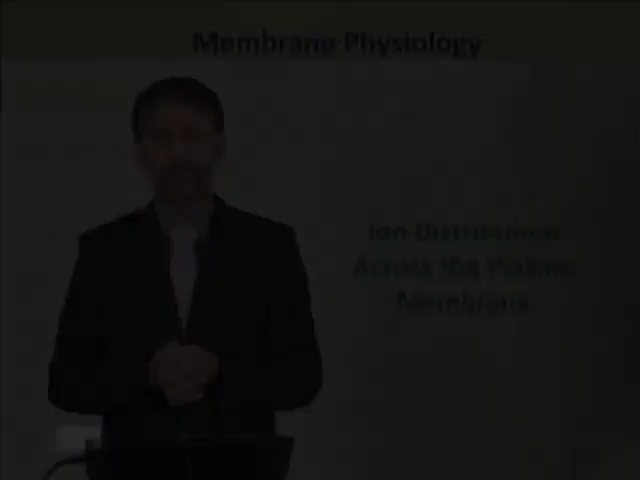 Membrane Physiology
Ion Distribution
Across the Plasma
Membrane